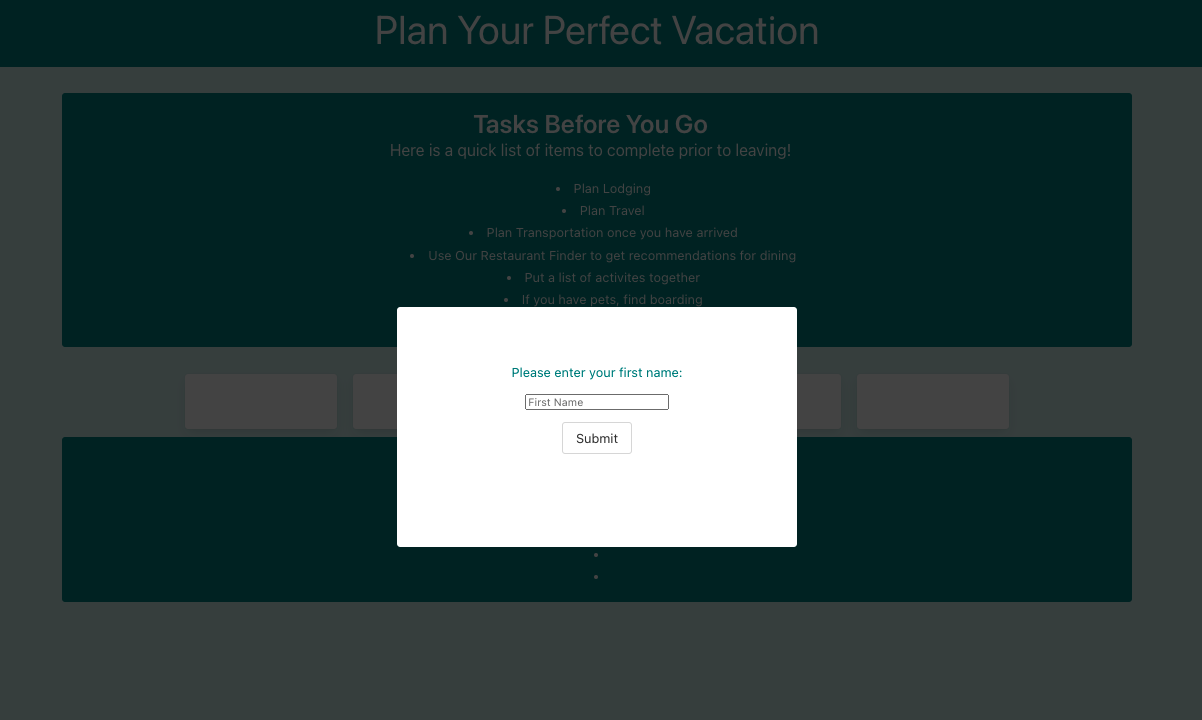 Plan Your Perfect Vacation
Tasks Before You Go
Here is a quick list of items to complete prior to leaving!
• Plan Lodging
• Plan Travel
• Plan Transportation once you have arrived
• Use Our Restaurant Finder to get recommendations for dining
• Put a list of activites together
• If you have pets, find boarding
Please enter your first name:
First Name
Submit